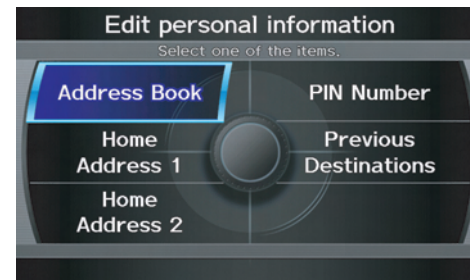 Edit personal information
Select one of the items.
Address Book
PIN Number
Home
Address 1
Previous
Destinations
Home
Address 2